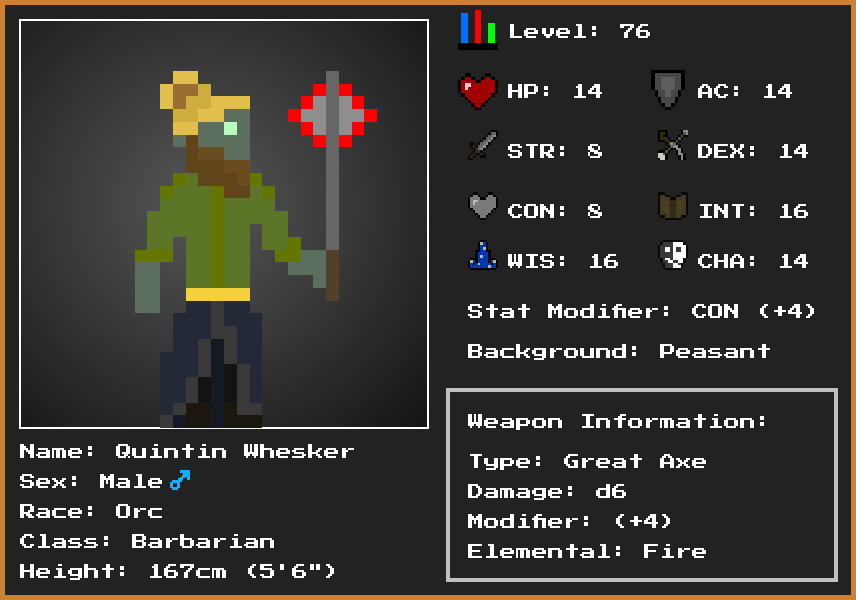 Level: 76
HP: 14
AC: 14
STR: 8
DEX: 14
CON: 8
INT: 16
WIS: 16
CHA: 14
Stat Modifier: CON (+4)
Background: Peasant
Name: Quintin Whesker
Sex: Male ♂
Race: Orc
Class: Barbarian
Height: 167cm (5'6")
Weapon Information:
Type: Great Axe
Damage: d6
Modifier: (+4)
Elemental: Fire